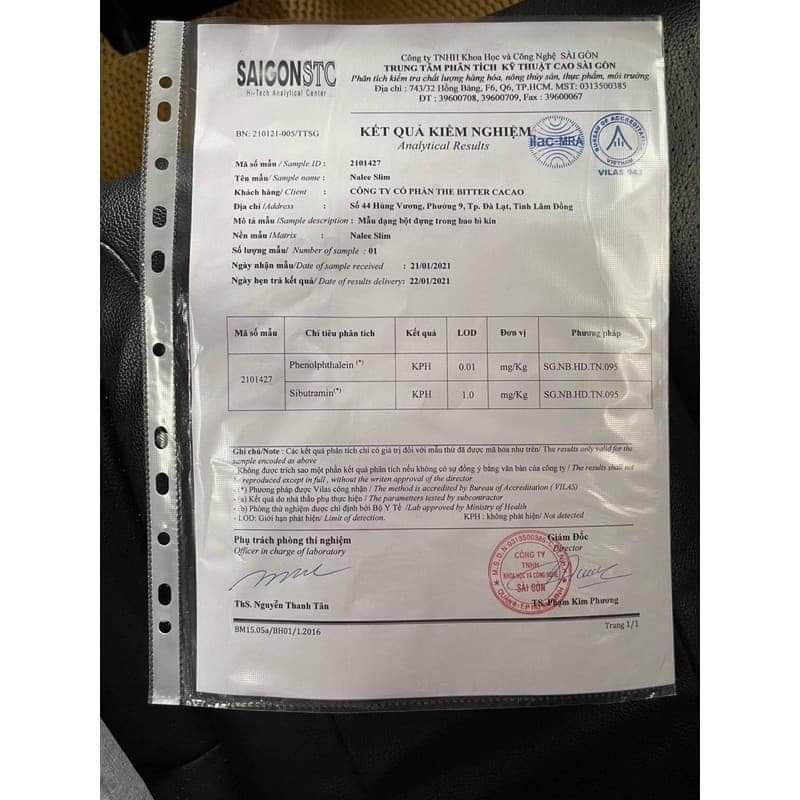 SAIGONSTC
Hi-Tech Analytical Center
Công ty TNHH Khoa Học và Công Nghệ SÀI GÒN
TRUNG TÂM PHÂN TÍCH KỸ THUẬT CAO SÀI GÒN
Phân tích kiểm tra chất lượng hàng hóa, nông thủy sản, thực phẩm, môi trường
Địa chỉ : 743/32 Hồng Bàng, F6, Q6, TP.HCM. MST: 0313500385
ĐT : 39600708, 39600709, Fax : 39600067
BN: 210121-005/TTSG
KẾT QUẢ KIỂM NGHIỆM
Analytical Results
ilac-MRA
BUREAU OF ACCREDITATION
VIETNAM
VILAS 943
Mã số mẫu / Sample ID : 2101427
Tên mẫu/ Sample name : Nalee Slim
Khách hàng/ Client : CÔNG TY CỔ PHẦN THE BITTER CACAO
Địa chỉ /Address : Số 44 Hùng Vương, Phường 9, Tp. Đà Lạt, Tỉnh Lâm Đồng
Mô tả mẫu /Sample description : Mẫu dạng bột đựng trong bao bì kín
Nền mẫu /Matrix : Nalee Slim
Số lượng mẫu/ Number of sample : 01
Ngày nhận mẫu/Date of sample received : 21/01/2021
Ngày hẹn trả kết quả/ Date of results delivery: 22/01/2021
Mã số mẫu Chỉ tiêu phân tích Kết quả LOD Đơn vị Phương pháp
2101427 Phenolphthalein (*) KPH 0.01 mg/Kg SG.NB.HD.TN.095
Sibutramin(*) KPH 1.0 mg/Kg SG.NB.HD.TN.095
Ghi chú/Note : Các kết quả phân tích chỉ có giá trị đối với mẫu thử đã được mã hóa như trên/ The results only valid for the
sample encoded as above
Không được trích sao một phần kết quả phân tích nếu không có sự đồng ý bằng văn bản của công ty / The results shall not
be reproduced except in full , without the writen approval of the director
- (*) Phương pháp được Vilas công nhận / The method is accredited by Bureau of Accreditation ( VILAS)
- (a) Kết quả do nhà thầu phụ thực hiện / The parametters tested by subcontractor
- (b) Phòng thử nghiệm được chỉ định bởi Bộ Y Tế /Lab approved by Ministry of Health
- LOD: Giới hạn phát hiện/ Limit of detection. KPH : không phát hiện/ Not detected
Phụ trách phòng thí nghiệm
Officer in charge of laboratory
Giám Đốc
Director
M.S.D.N:0313500385
CÔNG TY
TNHH
KHOA HỌC VÀ CÔNG NGHỆ
SÀI GÒN
ThS. Nguyễn Thanh Tân
TS. Phạm Kim Phương
BM15.05a/BH01/1.2016
Trang 1/1